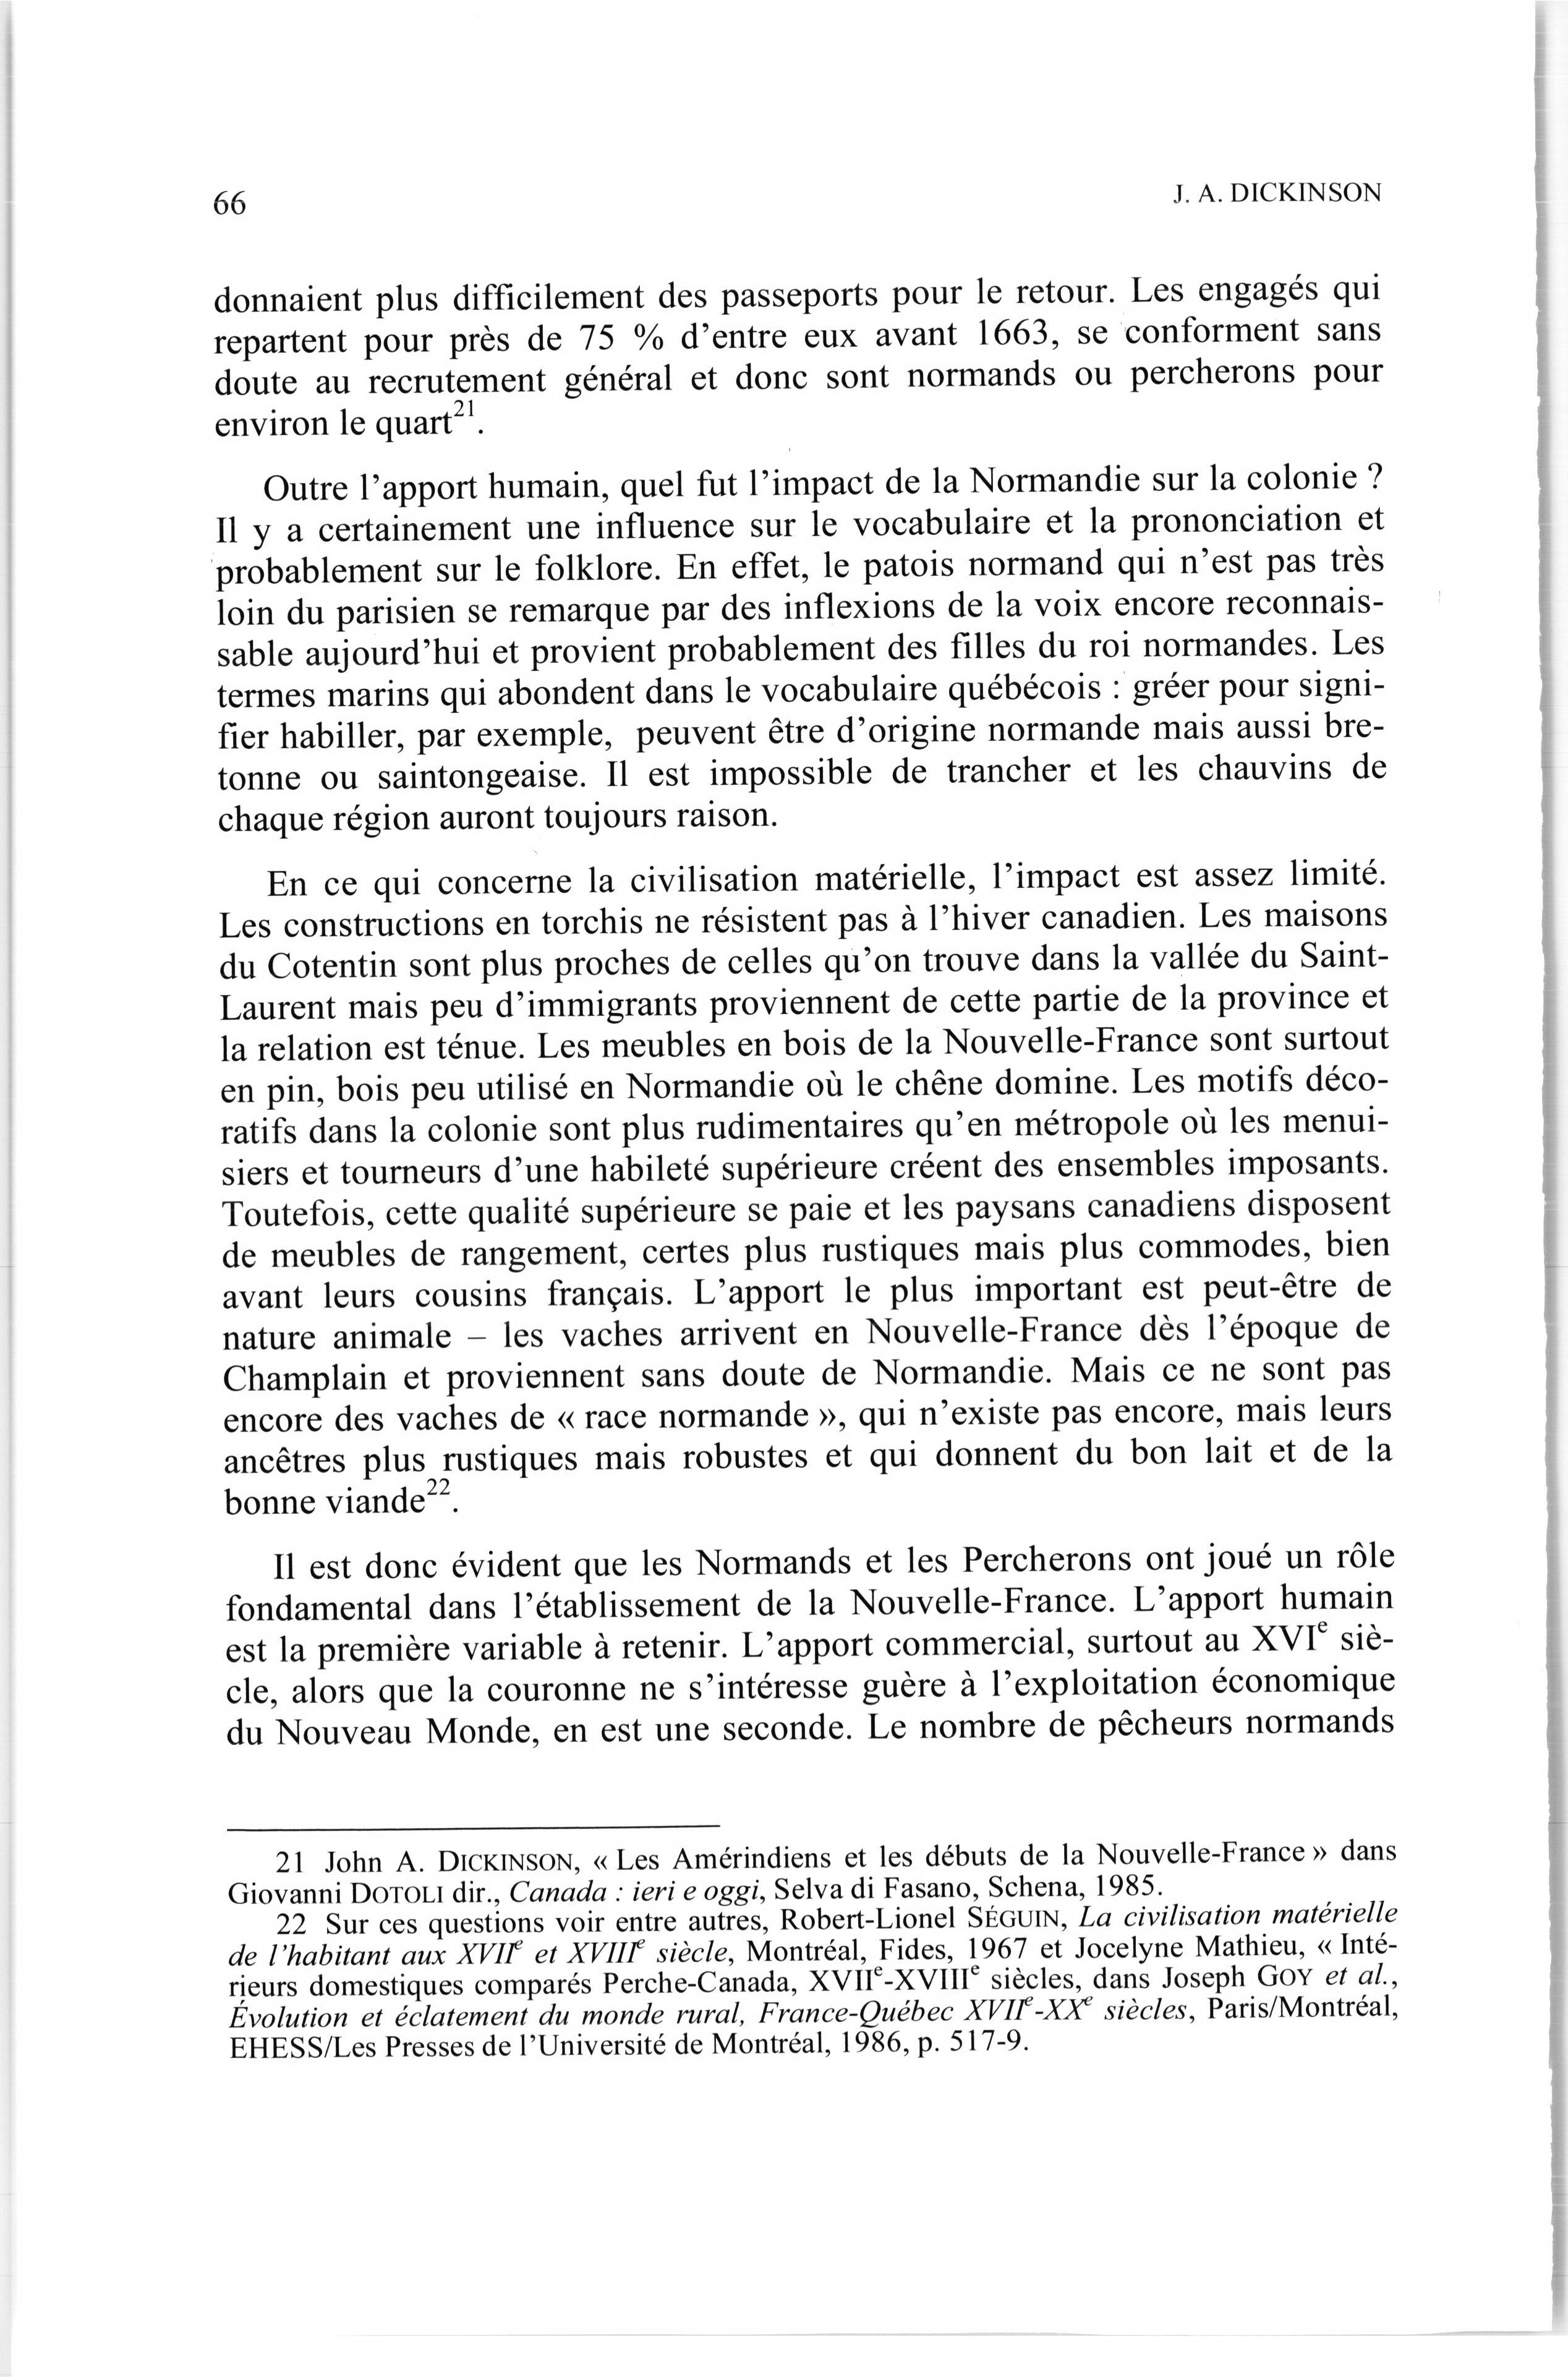 66
J. A. DICKINSON
donnaient plus difficilement des passeports pour le retour. Les engagés qui
repartent pour près de 75 % d'entre eux avant 1663, se conforment sans
doute au recrutement général et donc sont normands ou percherons pour
environ le quart²¹.
Outre l'apport humain, quel fut l'impact de la Normandie sur la colonie ?
Il y a certainement une influence sur le vocabulaire et la prononciation et
probablement sur le folklore. En effet, le patois normand qui n'est pas très
loin du parisien se remarque par des inflexions de la voix encore reconnais-
sable aujourd'hui et provient probablement des filles du roi normandes. Les
termes marins qui abondent dans le vocabulaire québécois : gréer pour signi-
fier habiller, par exemple, peuvent être d'origine normande mais aussi bre-
tonne ou saintongeaise. Il est impossible de trancher et les chauvins de
chaque région auront toujours raison.
En ce qui concerne la civilisation matérielle, l'impact est assez limité.
Les constructions en torchis ne résistent pas à l'hiver canadien. Les maisons
du Cotentin sont plus proches de celles qu'on trouve dans la vallée du Saint-
Laurent mais peu d'immigrants proviennent de cette partie de la province et
la relation est ténue. Les meubles en bois de la Nouvelle-France sont surtout
en pin, bois peu utilisé en Normandie où le chêne domine. Les motifs déco-
ratifs dans la colonie sont plus rudimentaires qu'en métropole où les menui-
siers et tourneurs d'une habileté supérieure créent des ensembles imposants.
Toutefois, cette qualité supérieure se paie et les paysans canadiens disposent
de meubles de rangement, certes plus rustiques mais plus commodes, bien
avant leurs cousins français. L'apport le plus important est peut-être de
nature animale – les vaches arrivent en Nouvelle-France dès l'époque de
Champlain et proviennent sans doute de Normandie. Mais ce ne sont pas
encore des vaches de « race normande », qui n'existe pas encore, mais leurs
ancêtres plus rustiques mais robustes et qui donnent du bon lait et de la
bonne viande²².
Il est donc évident que les Normands et les Percherons ont joué un rôle
fondamental dans l'établissement de la Nouvelle-France. L'apport humain
est la première variable à retenir. L'apport commercial, surtout au XVIᵉ siè-
cle, alors que la couronne ne s'intéresse guère à l'exploitation économique
du Nouveau Monde, en est une seconde. Le nombre de pêcheurs normands
21 John A. DICKINSON, « Les Amérindiens et les débuts de la Nouvelle-France » dans
Giovanni DOTOLI dir., Canada : ieri e oggi, Selva di Fasano, Schena, 1985.
22 Sur ces questions voir entre autres, Robert-Lionel SÉGUIN, La civilisation matérielle
de l'habitant aux XVIIᵉ et XVIIIᵉ siècle, Montréal, Fides, 1967 et Jocelyne Mathieu, « Inté-
rieurs domestiques comparés Perche-Canada, XVIIᵉ-XVIIIᵉ siècles, dans Joseph GOY et al.,
Évolution et éclatement du monde rural, France-Québec XVIIᵉ-XXᵉ siècles, Paris/Montréal,
EHESS/Les Presses de l'Université de Montréal, 1986, p. 517-9.